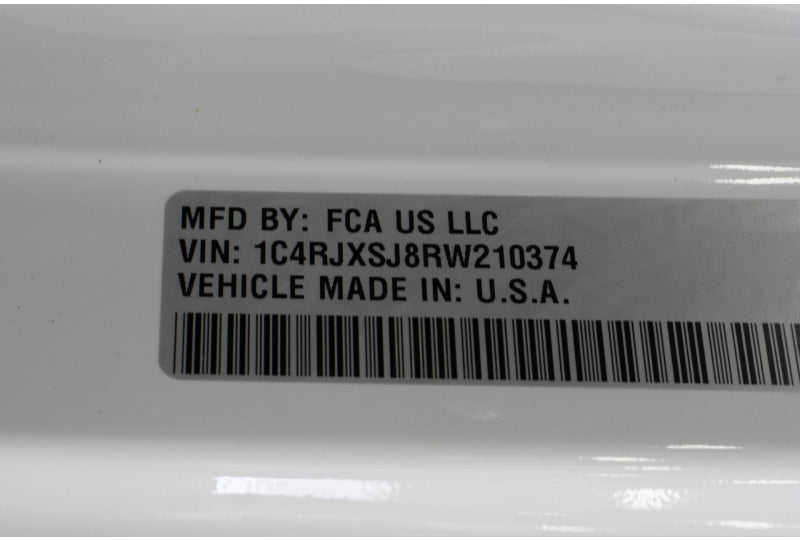 MFD BY: FCA US LLC
VIN: 1C4RJXSJ8RW210374
VEHICLE MADE IN: U.S.A.